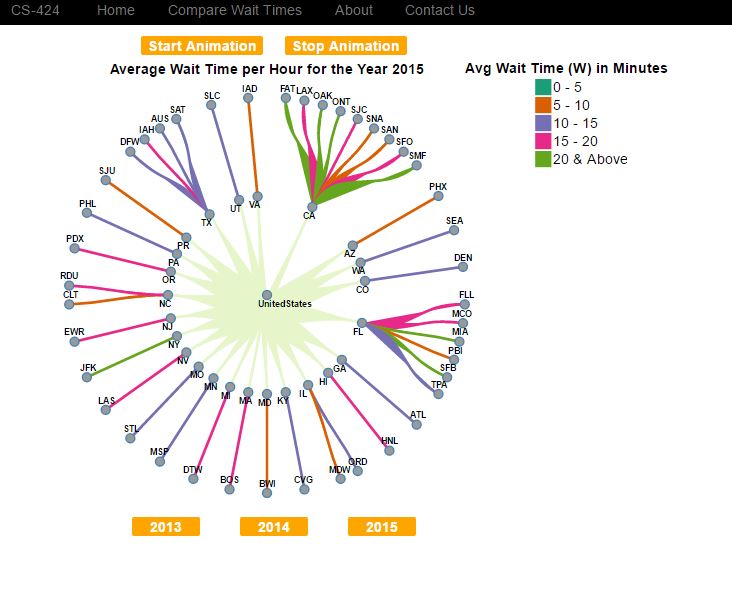 CS-424 Home Compare Wait Times About Contact Us
Start Animation Stop Animation
Average Wait Time per Hour for the Year 2015
Avg Wait Time (W) in Minutes
0 - 5
5 - 10
10 - 15
15 - 20
20 & Above
IAD
SLC
SAT
AUS
IAH
DFW
SJU
PHL
PDX
RDU
CLT
EWR
JFK
LAS
STL
MSP
DTW
BOS
BWI
CVG
MDW
ORD
HNL
ATL
TPA
SFB
PBI
MIA
MCO
FLL
DEN
SEA
PHX
SMF
SFO
SAN
SNA
SJC
ONT
OAK
LAX
FAT
VA
UT
TX
PR
PA
OR
NC
NJ
NY
NV
MO
MN
MI
MA
MD
KY
IL
HI
GA
FL
CO
WA
AZ
CA
UnitedStates
2013 2014 2015